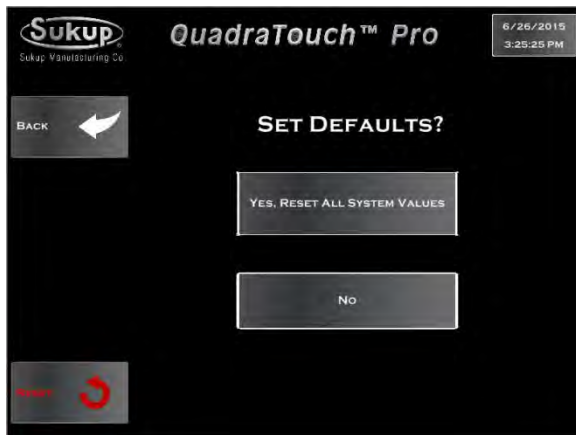 Sukup®
Sukup Manufacturing Co.
QuadraTouch™ Pro
6/26/2015
3:25:25 PM
BACK
SET DEFAULTS?
YES, RESET ALL SYSTEM VALUES
NO